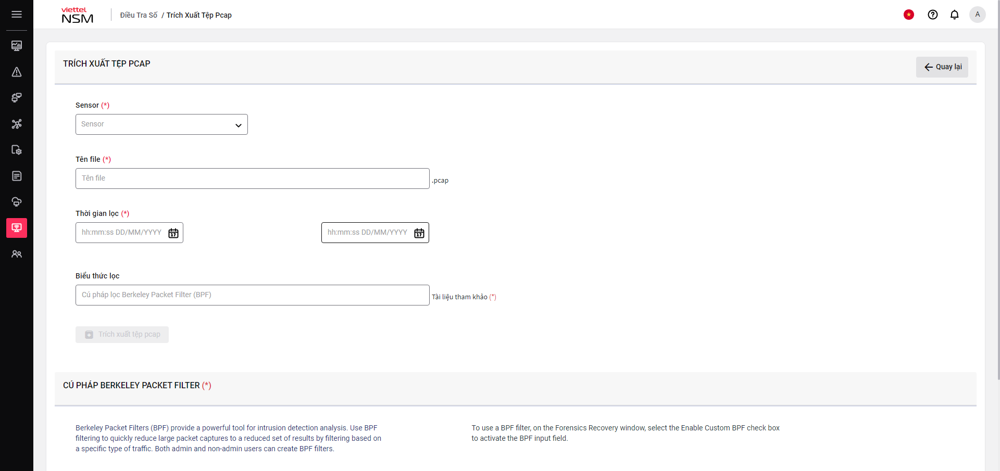 viettel
NSM
Điều Tra Số / Trích Xuất Tệp Pcap
A
TRÍCH XUẤT TỆP PCAP
Quay lại
Sensor (*)
Sensor
Tên file (*)
Tên file
.pcap
Thời gian lọc (*)
hh:mm:ss DD/MM/YYYY
17
hh:mm:ss DD/MM/YYYY
17
Biểu thức lọc
Cú pháp lọc Berkeley Packet Filter (BPF)
Tài liệu tham khảo (*)
Trích xuất tệp pcap
CÚ PHÁP BERKELEY PACKET FILTER (*)
Berkeley Packet Filters (BPF) provide a powerful tool for intrusion detection analysis. Use BPF
filtering to quickly reduce large packet captures to a reduced set of results by filtering based on
a specific type of traffic. Both admin and non-admin users can create BPF filters.
To use a BPF filter, on the Forensics Recovery window, select the Enable Custom BPF check box
to activate the BPF input field.